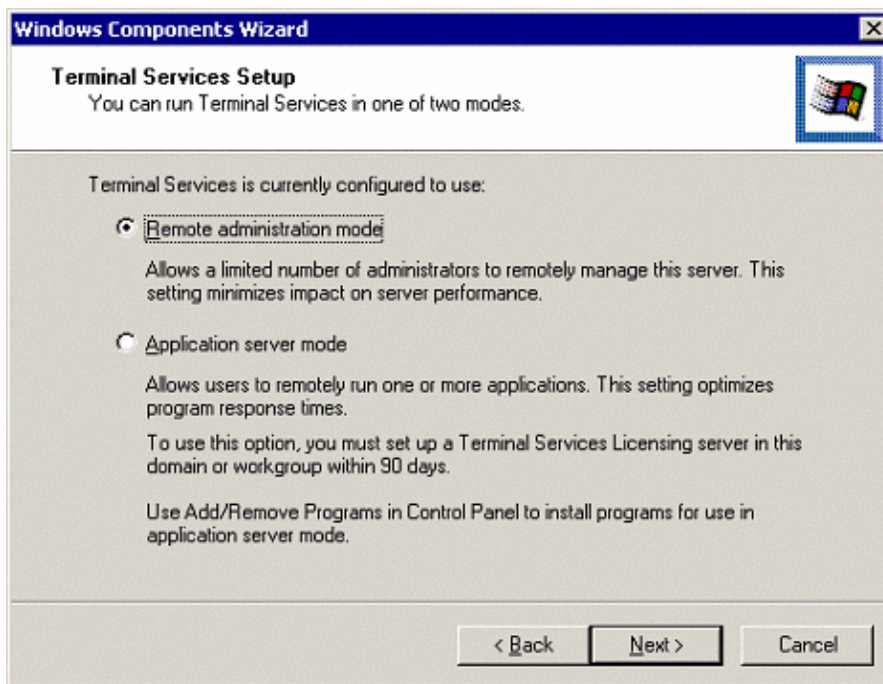 Windows Components Wizard
Terminal Services Setup
You can run Terminal Services in one of two modes.
Terminal Services is currently configured to use:
Remote administration mode
Allows a limited number of administrators to remotely manage this server. This
setting minimizes impact on server performance.
Application server mode
Allows users to remotely run one or more applications. This setting optimizes
program response times.
To use this option, you must set up a Terminal Services Licensing server in this
domain or workgroup within 90 days.
Use Add/Remove Programs in Control Panel to install programs for use in
application server mode.
< Back Next > Cancel